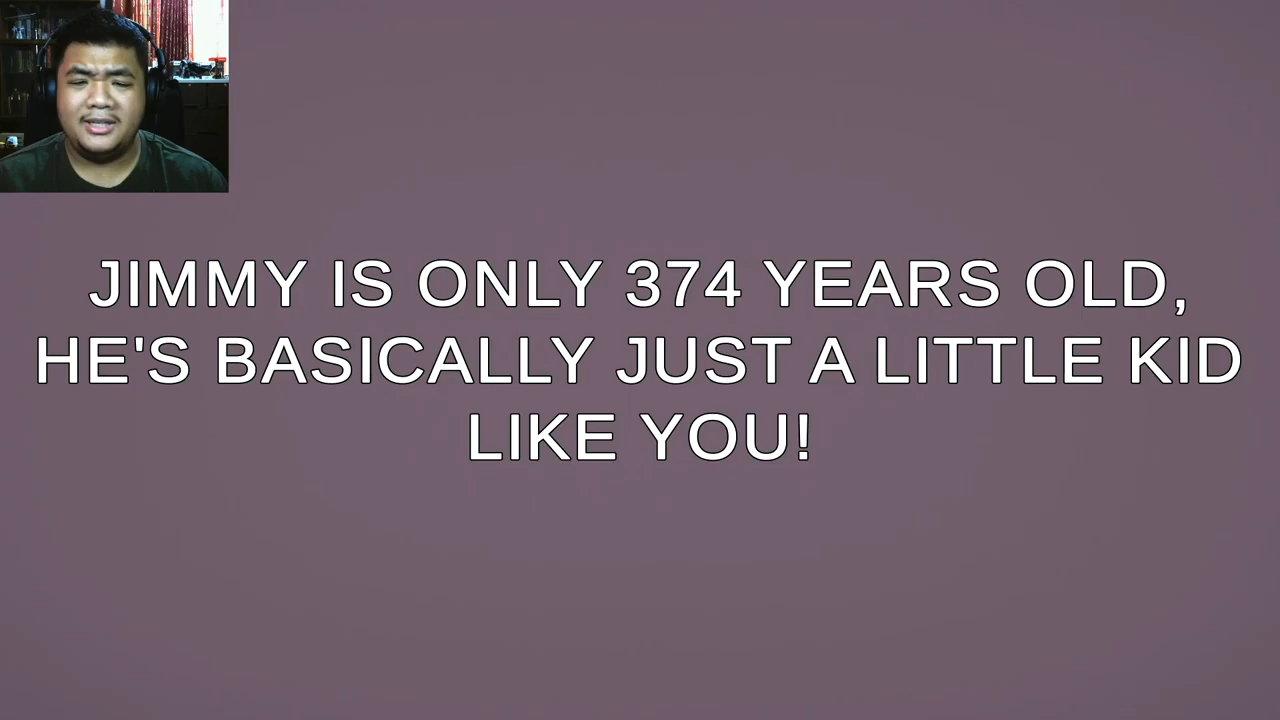 JIMMY IS ONLY 374 YEARS OLD,
HE'S BASICALLY JUST A LITTLE KID
LIKE YOU!